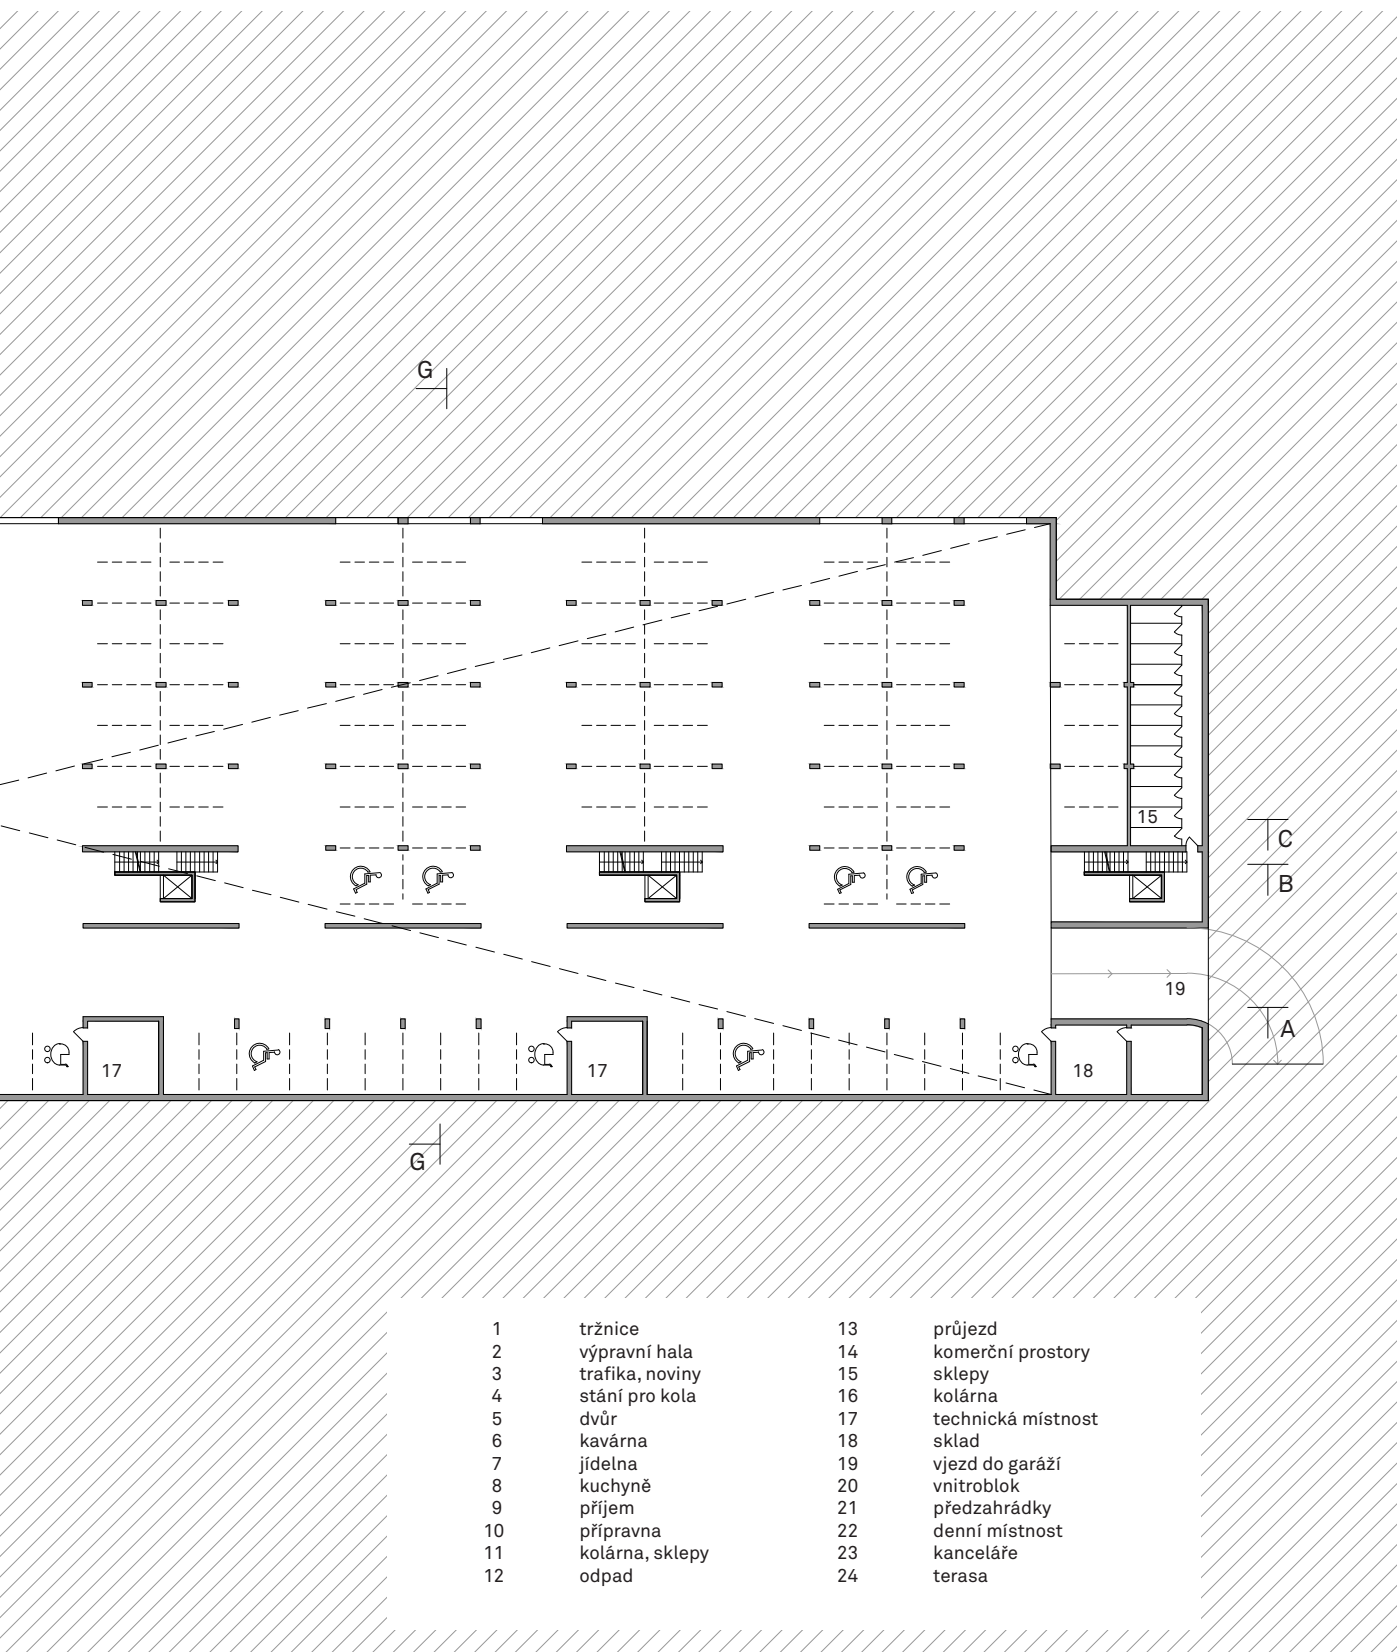 G
15
C
B
19
A
17
17
18
G
1 tržnice
2 výpravní hala
3 trafika, noviny
4 stání pro kola
5 dvůr
6 kavárna
7 jídelna
8 kuchyně
9 příjem
10 přípravna
11 kolárna, sklepy
12 odpad
13 průjezd
14 komerční prostory
15 sklepy
16 kolárna
17 technická místnost
18 sklad
19 vjezd do garáží
20 vnitroblok
21 předzahrádky
22 denní místnost
23 kanceláře
24 terasa